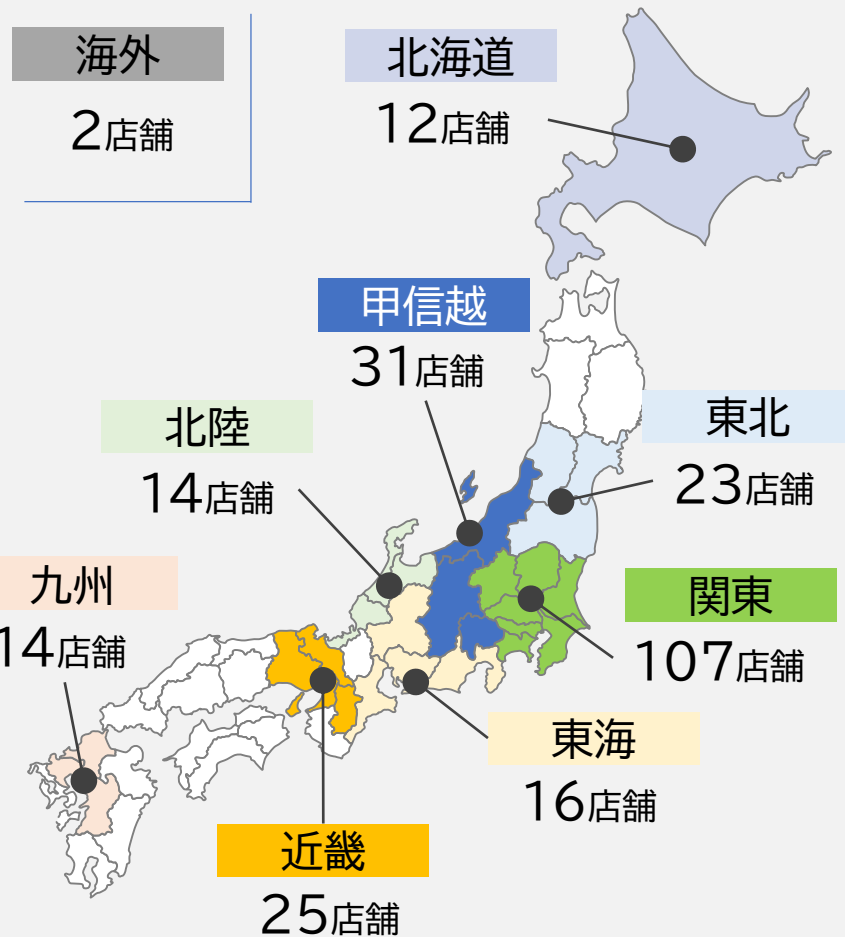 海外
2店舗
北海道
12店舗
甲信越
31店舗
北陸
14店舗
東北
23店舗
九州
14店舗
関東
107店舗
東海
16店舗
近畿
25店舗